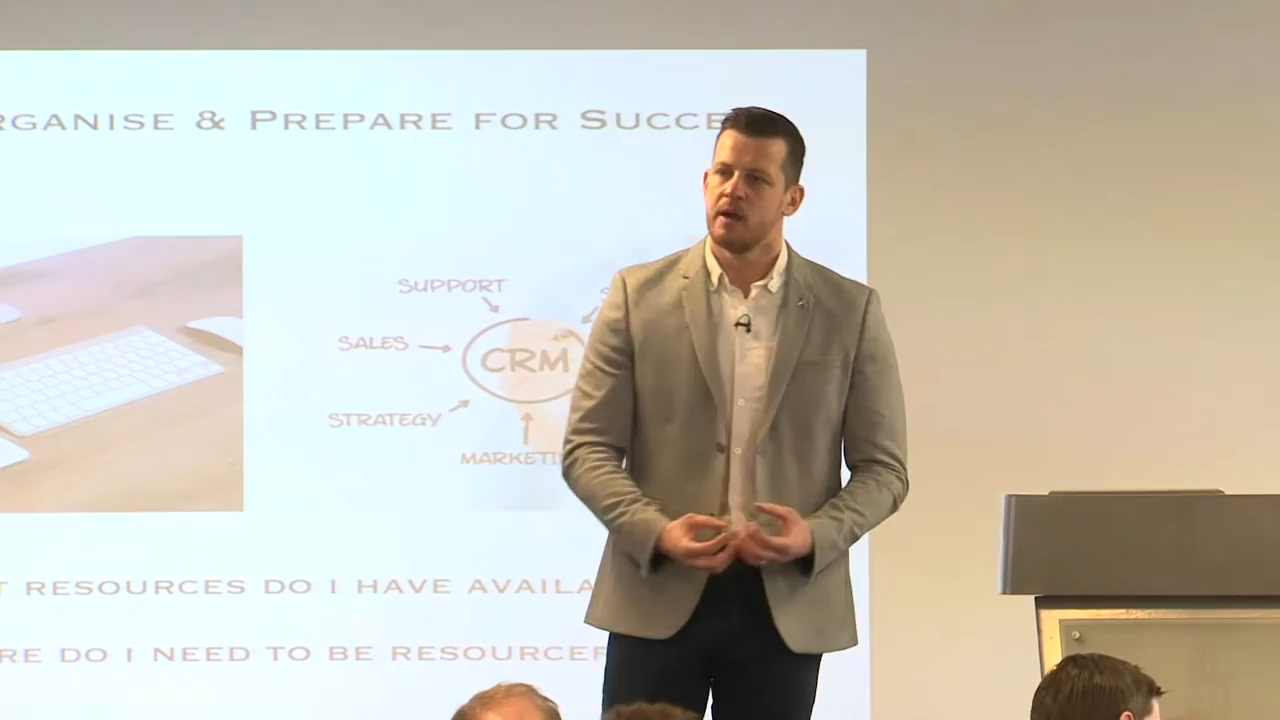 RGANISE & PREPARE FOR SUCCE
SUPPORT
S
SALES
CRM
STRATEGY
MARKETI
T RESOURCES DO I HAVE AVAILA
RE DO I NEED TO BE RESOURCEF